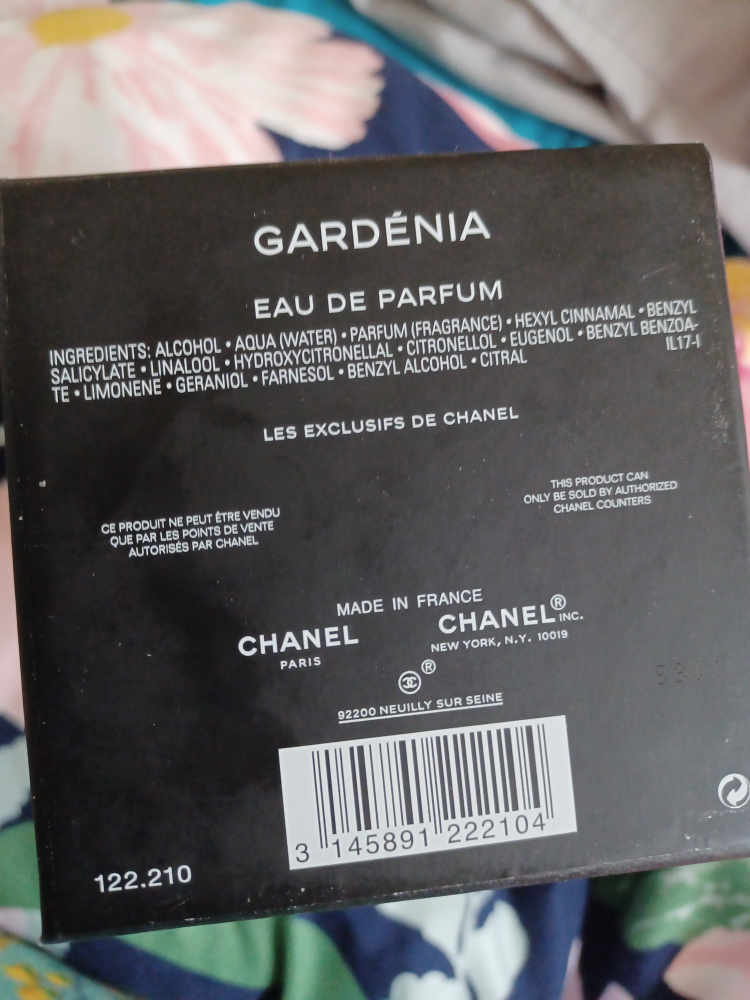 GARDÉNIA
EAU DE PARFUM
INGREDIENTS: ALCOHOL • AQUA (WATER) • PARFUM (FRAGRANCE) • HEXYL CINNAMAL • BENZYL
SALICYLATE • LINALOOL • HYDROXYCITRONELLAL • CITRONELLOL • EUGENOL • BENZYL BENZOA-
TE • LIMONENE • GERANIOL • FARNESOL • BENZYL ALCOHOL • CITRAL
IL17-I
LES EXCLUSIFS DE CHANEL
CE PRODUIT NE PEUT ÊTRE VENDU
QUE PAR LES POINTS DE VENTE
AUTORISÉS PAR CHANEL
THIS PRODUCT CAN
ONLY BE SOLD BY AUTHORIZED
CHANEL COUNTERS
MADE IN FRANCE
CHANEL
PARIS
CHANEL® INC.
NEW YORK, N.Y. 10019
®
92200 NEUILLY SUR SEINE
3 145891 222104
122.210